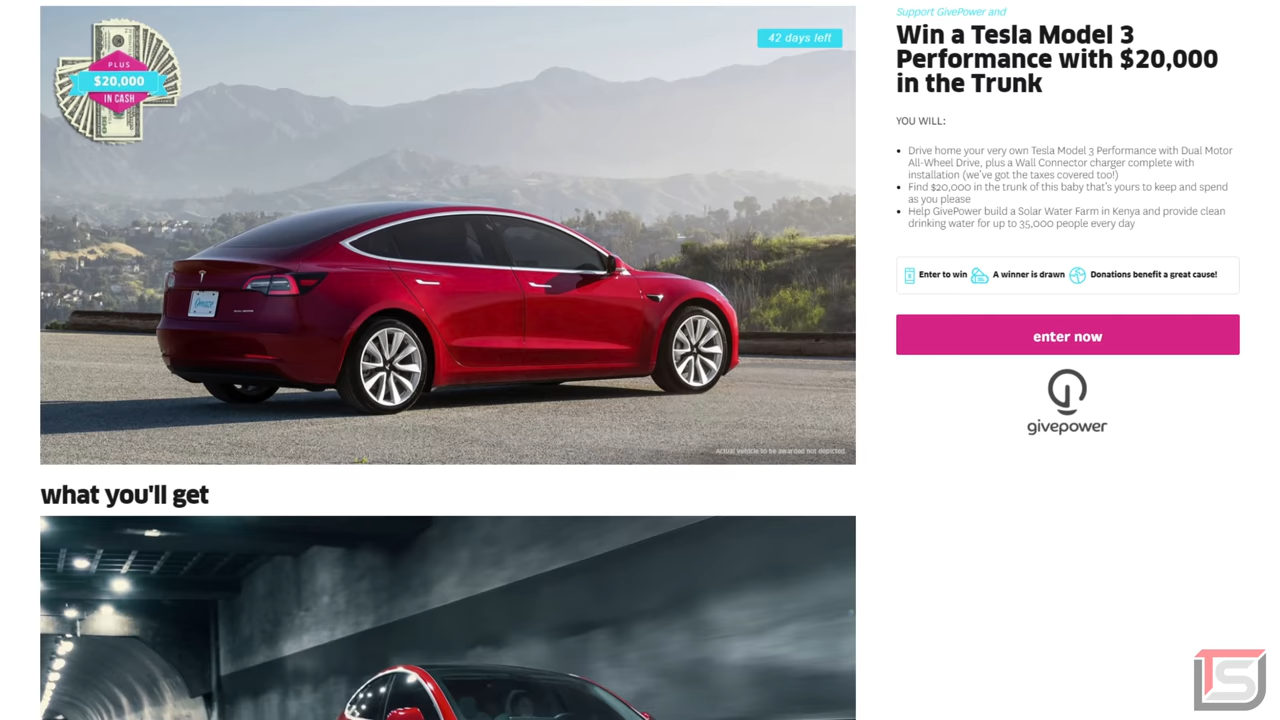 PLUS
$20,000
IN CASH
42 days left
Actual vehicle to be awarded not depicted.
what you'll get
Support GivePower and
Win a Tesla Model 3
Performance with $20,000
in the Trunk
YOU WILL:
Drive home your very own Tesla Model 3 Performance with Dual Motor
All-Wheel Drive, plus a Wall Connector charger complete with
installation (we've got the taxes covered too!)
Find $20,000 in the trunk of this baby that's yours to keep and spend
as you please
Help GivePower build a Solar Water Farm in Kenya and provide clean
drinking water for up to 35,000 people every day
Enter to win A winner is drawn Donations benefit a great cause!
enter now
givepower
TS